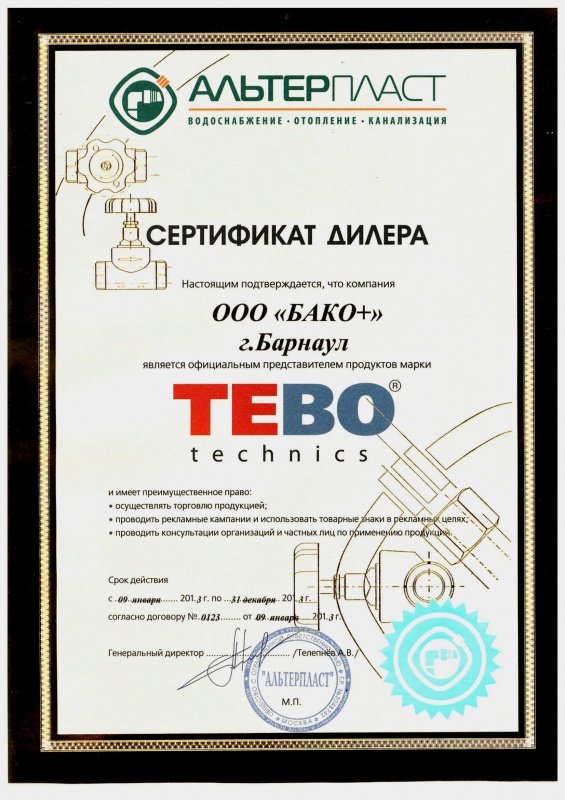 АЛЬТЕРПЛАСТ
ВОДОСНАБЖЕНИЕ • ОТОПЛЕНИЕ • КАНАЛИЗАЦИЯ
СЕРТИФИКАТ ДИЛЕРА
Настоящим подтверждается, что компания
ООО «БАКО+»
г.Барнаул
является официальным представителем продуктов марки
TEBO®
technics
и имеет преимущественное право:
• осуществлять торговлю продукцией;
• проводить рекламные кампании и использовать товарные знаки в рекламных целях;
• проводить консультации организаций и частных лиц по применению продукции.
Срок действия
с 09 января 2013 г. по 31 декабря 2013 г.
согласно договору № 0123 от 09 января 2013 г.
Генеральный директор /Телепнев А.В./
"АЛЬТЕРПЛАСТ"
МОСКВА
М.П.